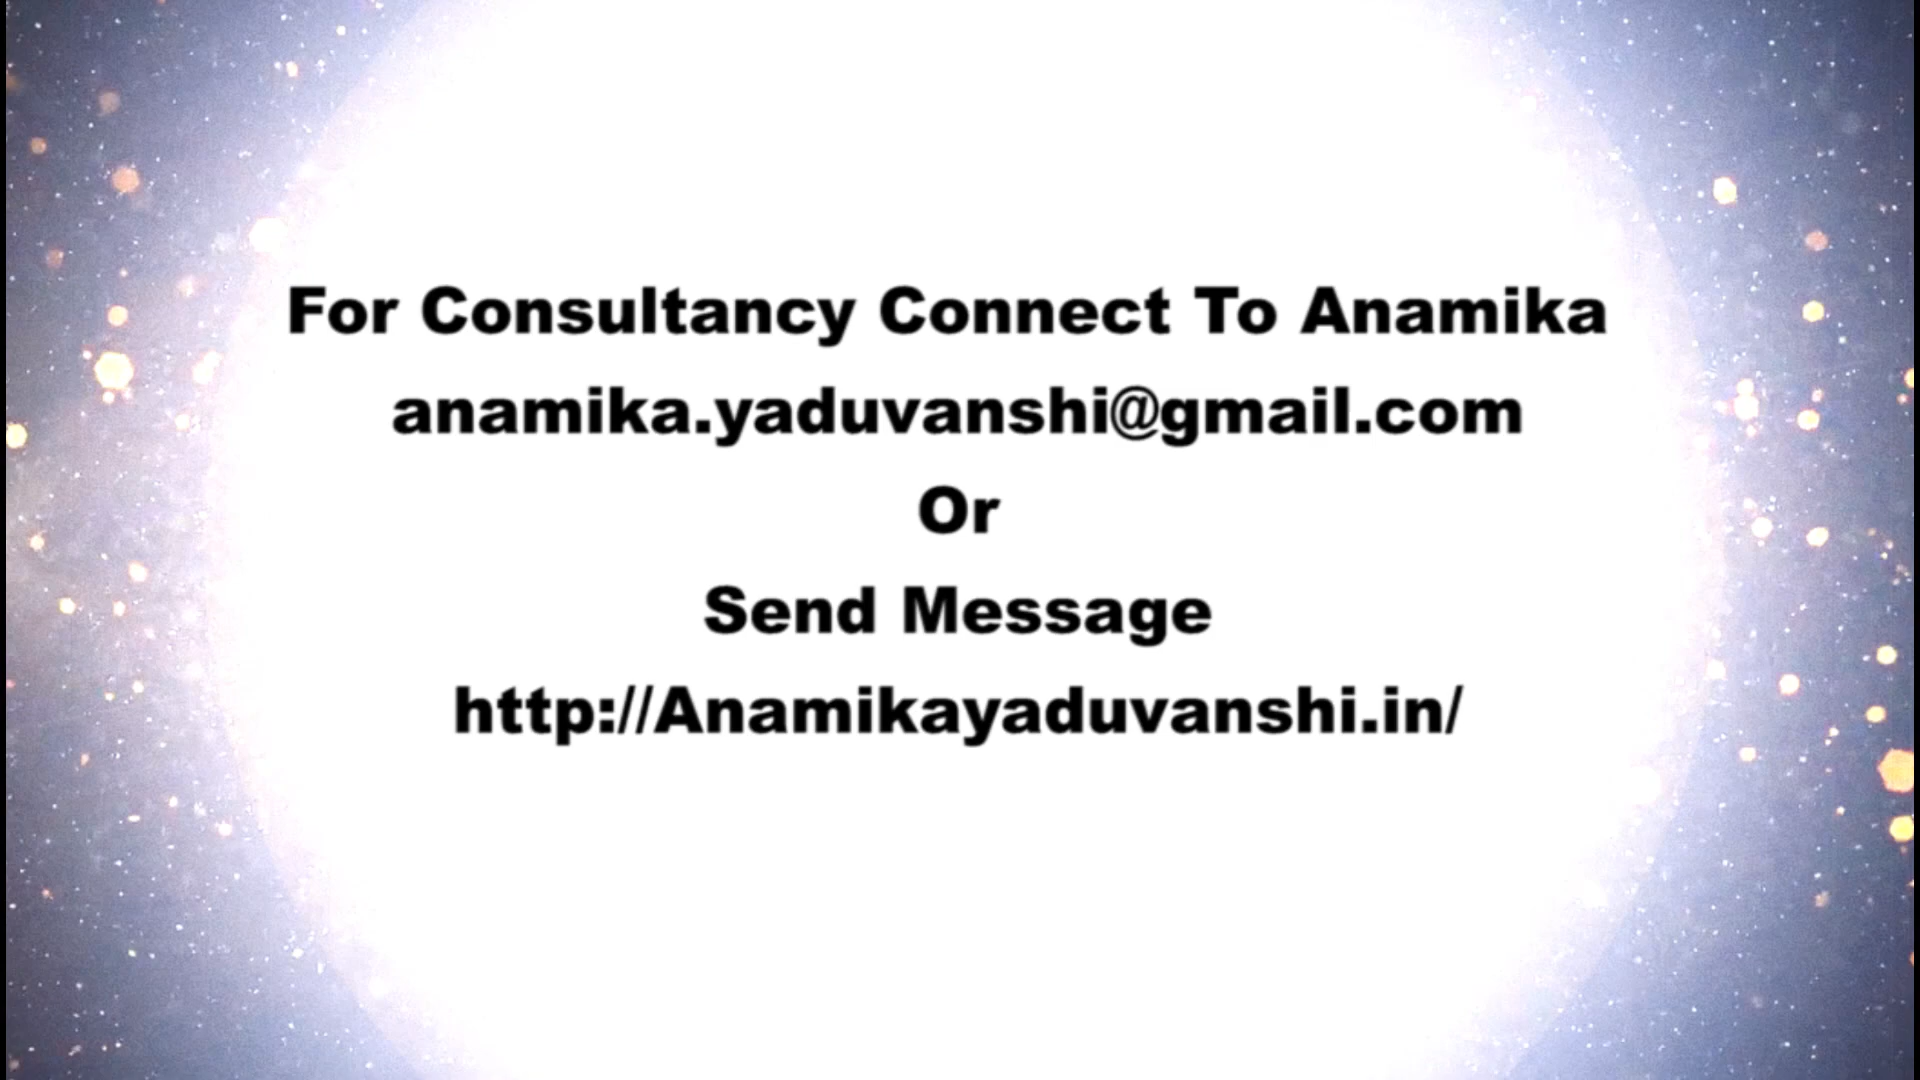 For Consultancy Connect To Anamika
anamika.yaduvanshi@gmail.com
Or
Send Message
http://Anamikayaduvanshi.in/